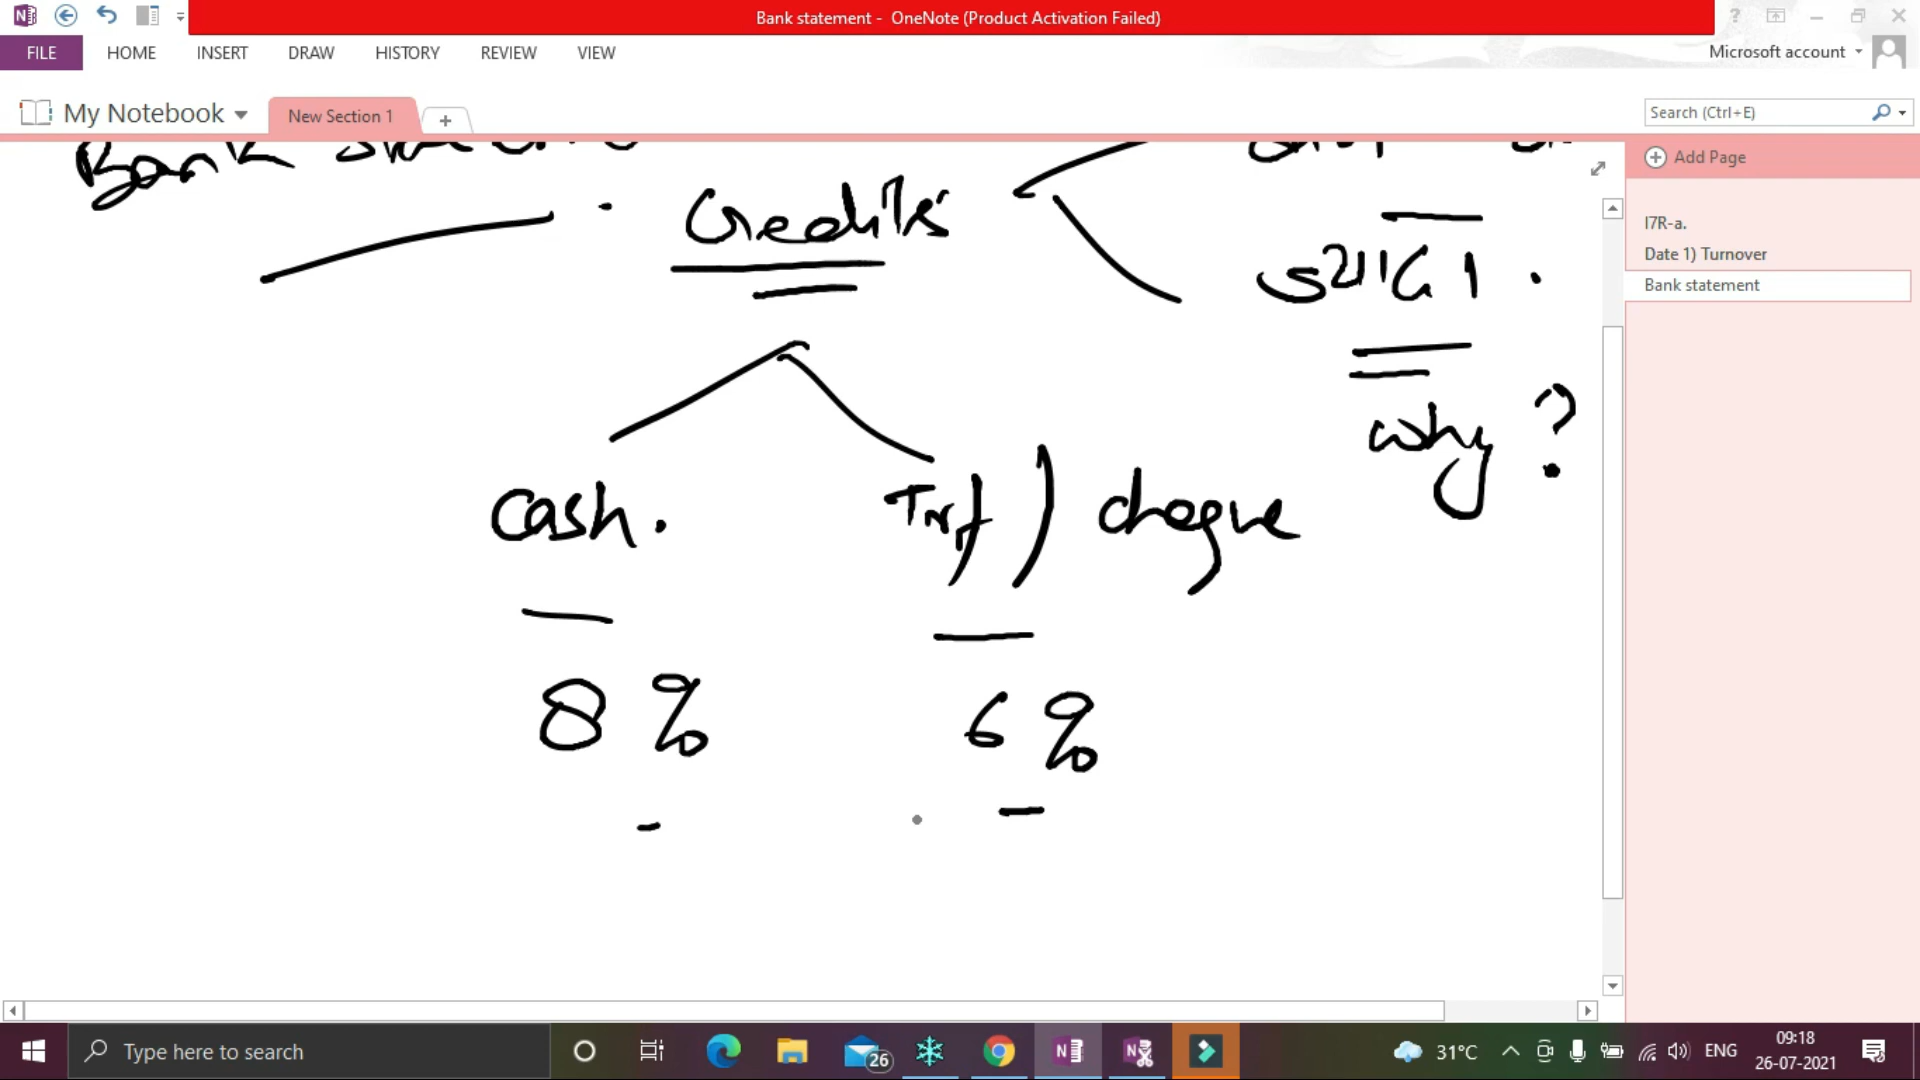 Bank statement - OneNote (Product Activation Failed)
FILE HOME INSERT DRAW HISTORY REVIEW VIEW
Microsoft account
My Notebook
New Section 1
Search (Ctrl+E)
Add Page
I7R-a.
Date 1) Turnover
Bank statement
Bank
Credits
why ?
Cash. Trf) cheque
8 % 6 %
Type here to search
26
31°C
ENG
09:18
26-07-2021